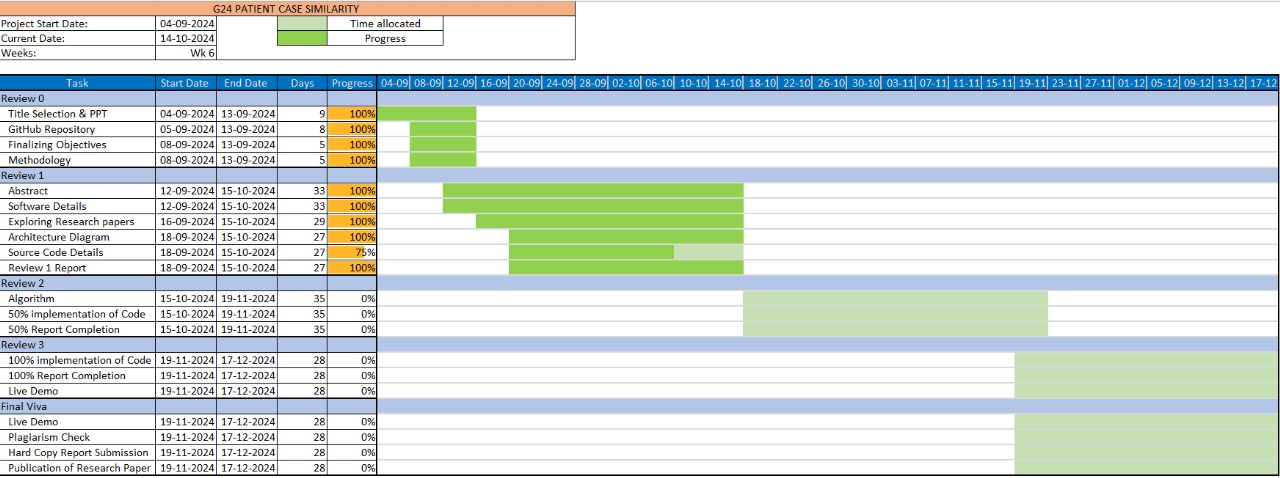 G24 PATIENT CASE SIMILARITY
Project Start Date: 04-09-2024 Time allocated
Current Date: 14-10-2024 Progress
Weeks: Wk 6
Task Start Date End Date Days Progress 04-09 08-09 12-09 16-09 20-09 24-09 28-09 02-10 06-10 10-10 14-10 18-10 22-10 26-10 30-10 03-11 07-11 11-11 15-11 19-11 23-11 27-11 01-12 05-12 09-12 13-12 17-12
Review 0
Title Selection & PPT 04-09-2024 13-09-2024 9 100%
GitHub Repository 05-09-2024 13-09-2024 8 100%
Finalizing Objectives 08-09-2024 13-09-2024 5 100%
Methodology 08-09-2024 13-09-2024 5 100%
Review 1
Abstract 12-09-2024 15-10-2024 33 100%
Software Details 12-09-2024 15-10-2024 33 100%
Exploring Research papers 16-09-2024 15-10-2024 29 100%
Architecture Diagram 18-09-2024 15-10-2024 27 100%
Source Code Details 18-09-2024 15-10-2024 27 75%
Review 1 Report 18-09-2024 15-10-2024 27 100%
Review 2
Algorithm 15-10-2024 19-11-2024 35 0%
50% implementation of Code 15-10-2024 19-11-2024 35 0%
50% Report Completion 15-10-2024 19-11-2024 35 0%
Review 3
100% implementation of Code 19-11-2024 17-12-2024 28 0%
100% Report Completion 19-11-2024 17-12-2024 28 0%
Live Demo 19-11-2024 17-12-2024 28 0%
Final Viva
Live Demo 19-11-2024 17-12-2024 28 0%
Plagiarism Check 19-11-2024 17-12-2024 28 0%
Hard Copy Report Submission 19-11-2024 17-12-2024 28 0%
Publication of Research Paper 19-11-2024 17-12-2024 28 0%